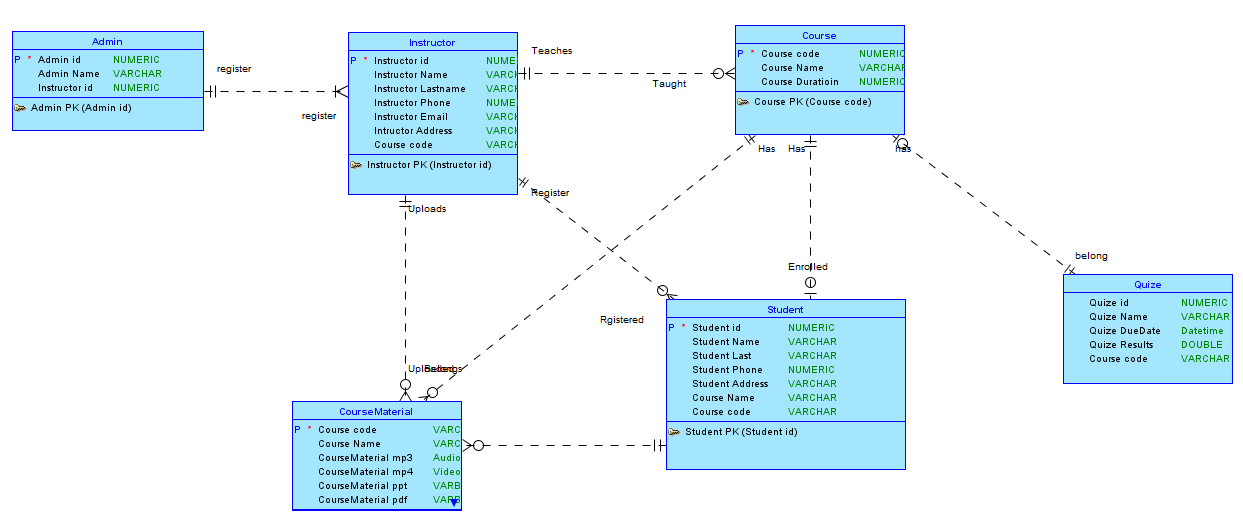 Admin
P * Admin id NUMERIC
Admin Name VARCHAR
Instructor id NUMERIC
Admin PK (Admin id)
register
register
Instructor
P * Instructor id NUME
Instructor Name VARCH
Instructor Lastname VARCH
Instructor Phone NUME
Instructor Email VARCH
Intructor Address VARCH
Course code VARCH
Instructor PK (Instructor id)
Teaches
Taught
Course
P * Course code NUMERIC
Course Name VARCHAR
Course Duratioin NUMERIC
Course PK (Course code)
Has
Has
has
Uploads
Register
Enrolled
belong
Rgistered
Quize
Quize id NUMERIC
Quize Name VARCHAR
Quize DueDate Datetime
Quize Results DOUBLE
Course code VARCHAR
Student
P * Student id NUMERIC
Student Name VARCHAR
Student Last VARCHAR
Student Phone NUMERIC
Student Address VARCHAR
Course Name VARCHAR
Course code VARCHAR
Student PK (Student id)
CourseMaterial
P * Course code VARC
Course Name VARC
CourseMaterial mp3 Audio
CourseMaterial mp4 Video
CourseMaterial ppt VARB
CourseMaterial pdf VARB